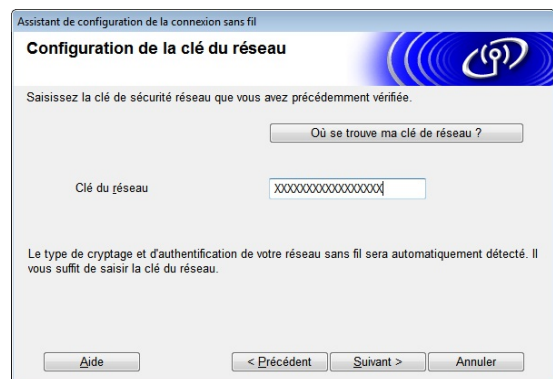 Assistant de configuration de la connexion sans fil
Configuration de la clé du réseau
Saisissez la clé de sécurité réseau que vous avez précédemment vérifiée.
Où se trouve ma clé de réseau ?
Clé du réseau
XXXXXXXXXXXXXXXXX
Le type de cryptage et d'authentification de votre réseau sans fil sera automatiquement détecté. Il
vous suffit de saisir la clé du réseau.
Aide
< Précédent
Suivant >
Annuler